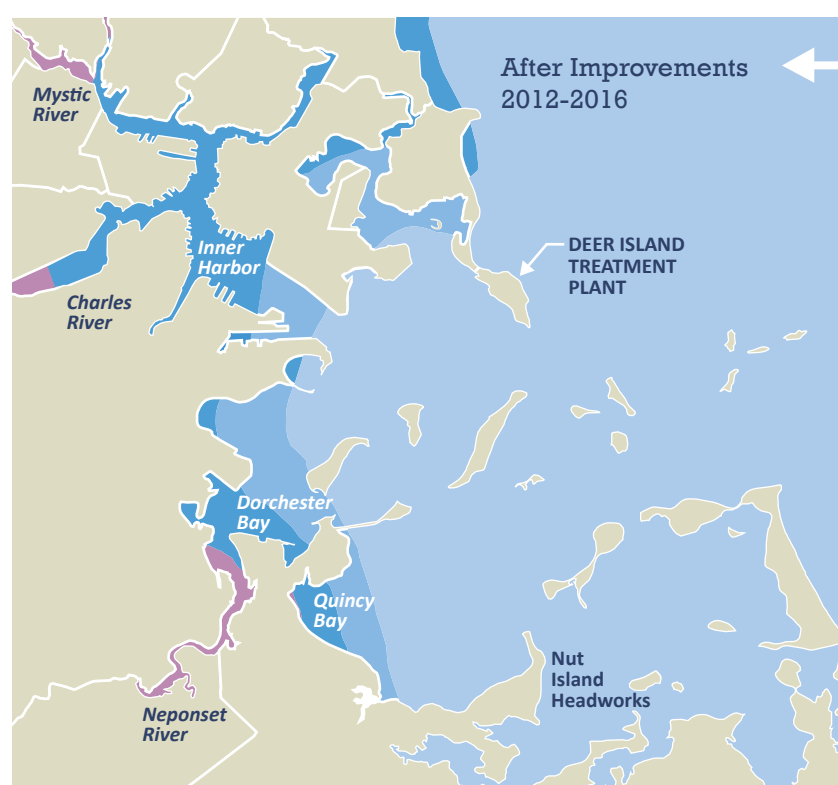 After Improvements
2012-2016
Mystic
River
DEER ISLAND
TREATMENT
PLANT
Inner
Harbor
Charles
River
Dorchester
Bay
Quincy
Bay
Nut
Island
Headworks
Neponset
River